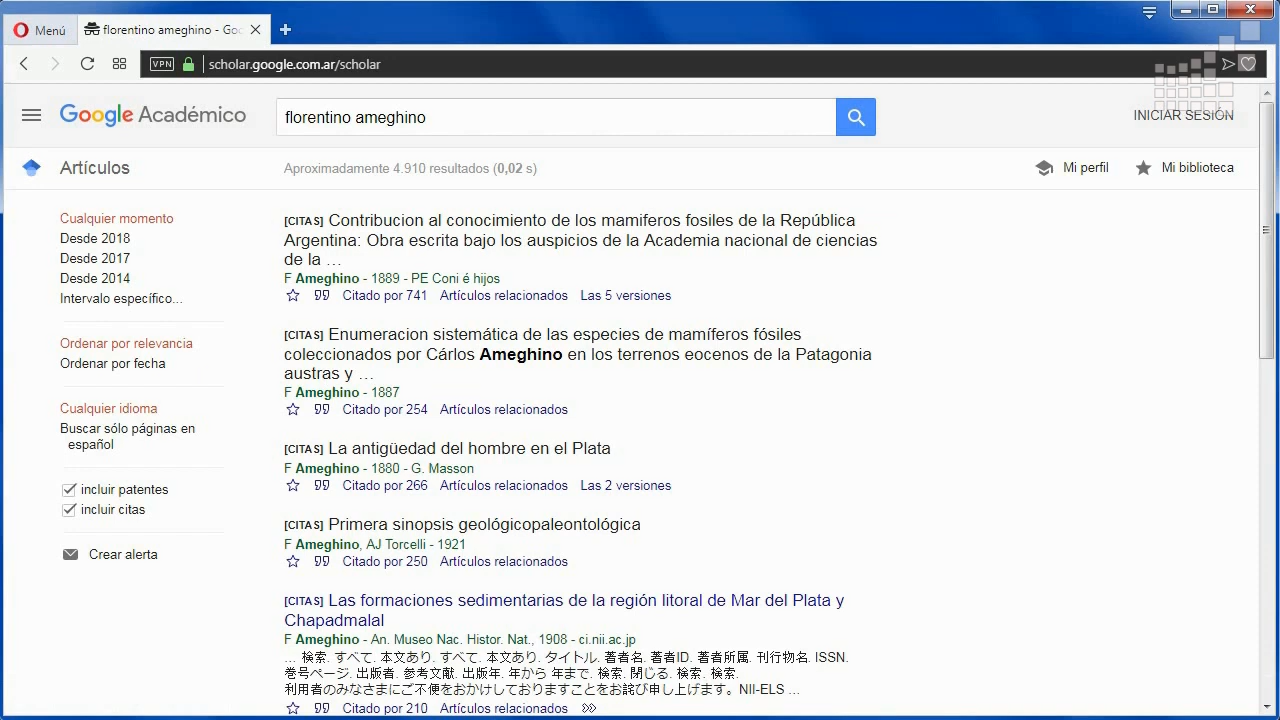 Menú
florentino ameghino - Goo
VPN
scholar.google.com.ar/scholar
Google Académico
florentino ameghino
INICIAR SESIÓN
Artículos
Aproximadamente 4.910 resultados (0,02 s)
Mi perfil
Mi biblioteca
Cualquier momento
Desde 2018
Desde 2017
Desde 2014
Intervalo específico...
Ordenar por relevancia
Ordenar por fecha
Cualquier idioma
Buscar sólo páginas en
español
incluir patentes
incluir citas
Crear alerta
[CITAS] Contribucion al conocimiento de los mamiferos fosiles de la República
Argentina: Obra escrita bajo los auspicios de la Academia nacional de ciencias
de la …
F Ameghino - 1889 - PE Coni é hijos
Citado por 741 Artículos relacionados Las 5 versiones
[CITAS] Enumeracion sistemática de las especies de mamíferos fósiles
coleccionados por Cárlos Ameghino en los terrenos eocenos de la Patagonia
austras y …
F Ameghino - 1887
Citado por 254 Artículos relacionados
[CITAS] La antigüedad del hombre en el Plata
F Ameghino - 1880 - G. Masson
Citado por 266 Artículos relacionados Las 2 versiones
[CITAS] Primera sinopsis geológicopaleontológica
F Ameghino, AJ Torcelli - 1921
Citado por 250 Artículos relacionados
[CITAS] Las formaciones sedimentarias de la región litoral de Mar del Plata y
Chapadmalal
F Ameghino - An. Museo Nac. Histor. Nat., 1908 - ci.nii.ac.jp
... 検索. すべて. 本文あり. すべて. 本文あり. タイトル. 著者名. 著者ID. 著者所属. 刊行物名. ISSN.
巻号ページ. 出版者. 参考文献. 出版年. 年から 年まで. 検索. 閉じる. 検索. 検索.
利用者のみなさまにご不便をおかけしておりますことをお詫び申し上げます。NII-ELS ...
Citado por 210 Artículos relacionados